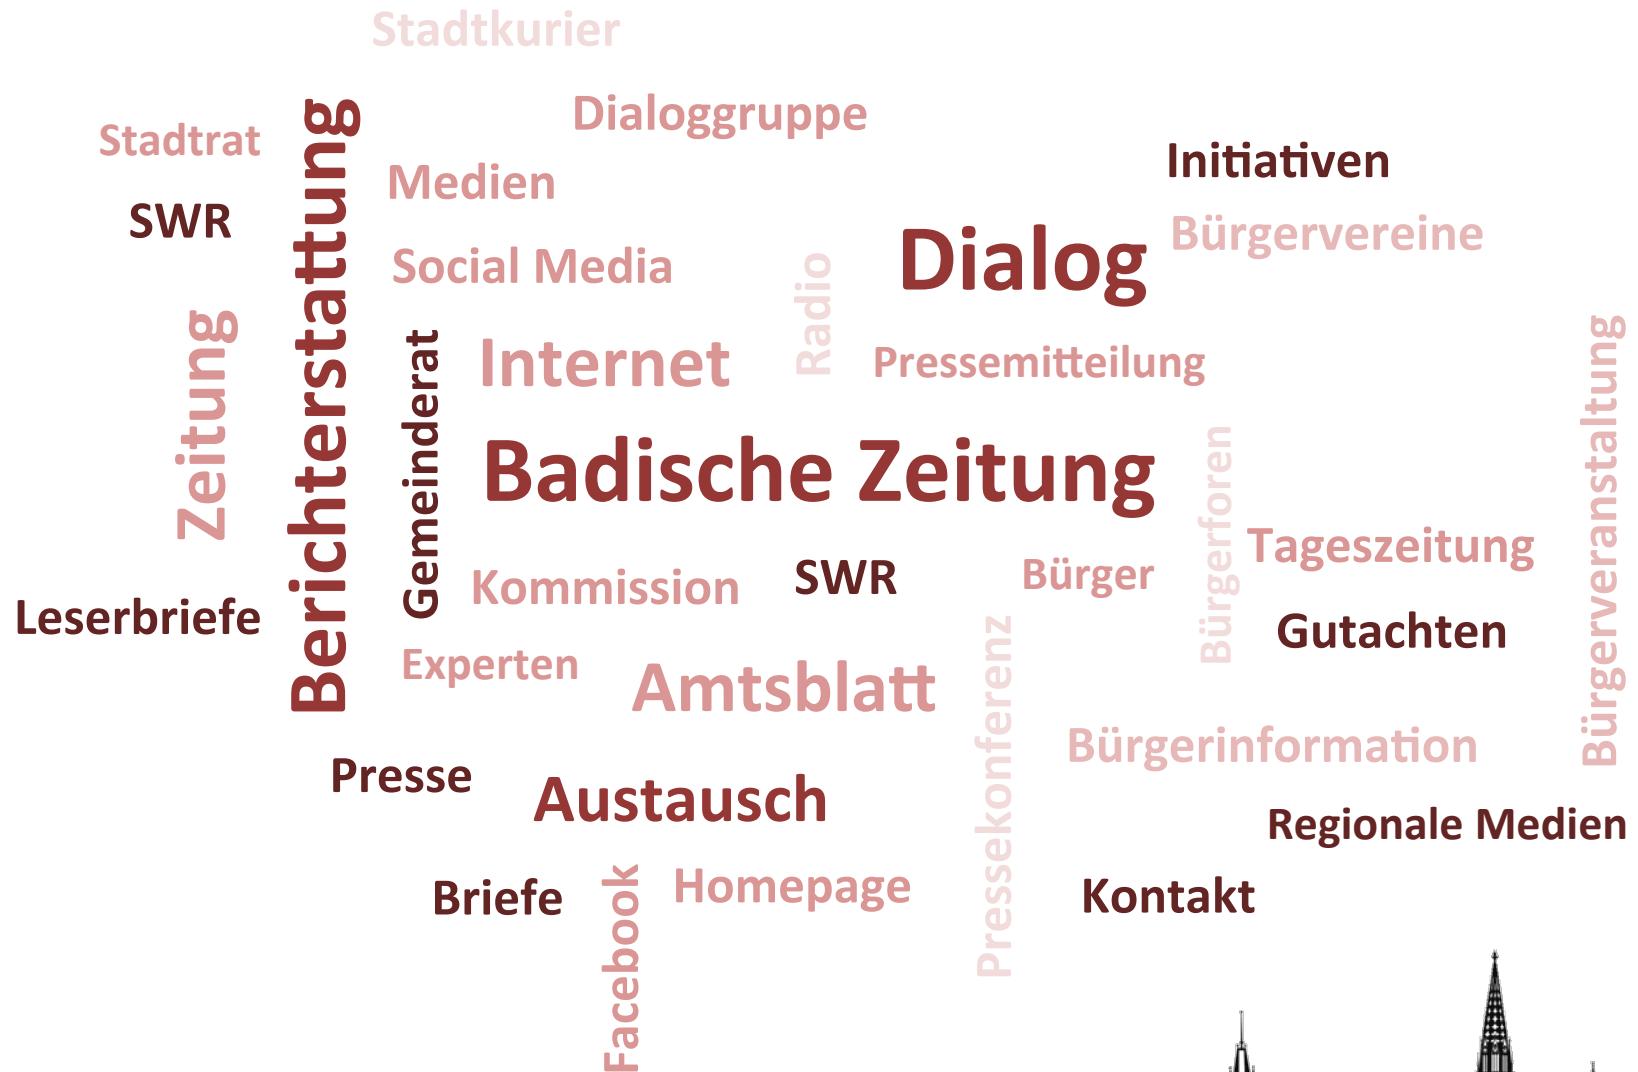 Stadtkurier
Dialoggruppe
Stadtrat
Berichterstattung
Medien
Initiativen
SWR
Bürgervereine
Dialog
Social Media
Radio
Zeitung
Gemeinderat
Internet
Pressemitteilung
Bürgerveranstaltung
Badische Zeitung
Bürgerforen
Tageszeitung
Kommission
SWR
Bürger
Leserbriefe
Gutachten
Experten
Amtsblatt
Pressekonferenz
Bürgerinformation
Presse
Austausch
Regionale Medien
Briefe
Facebook
Homepage
Kontakt